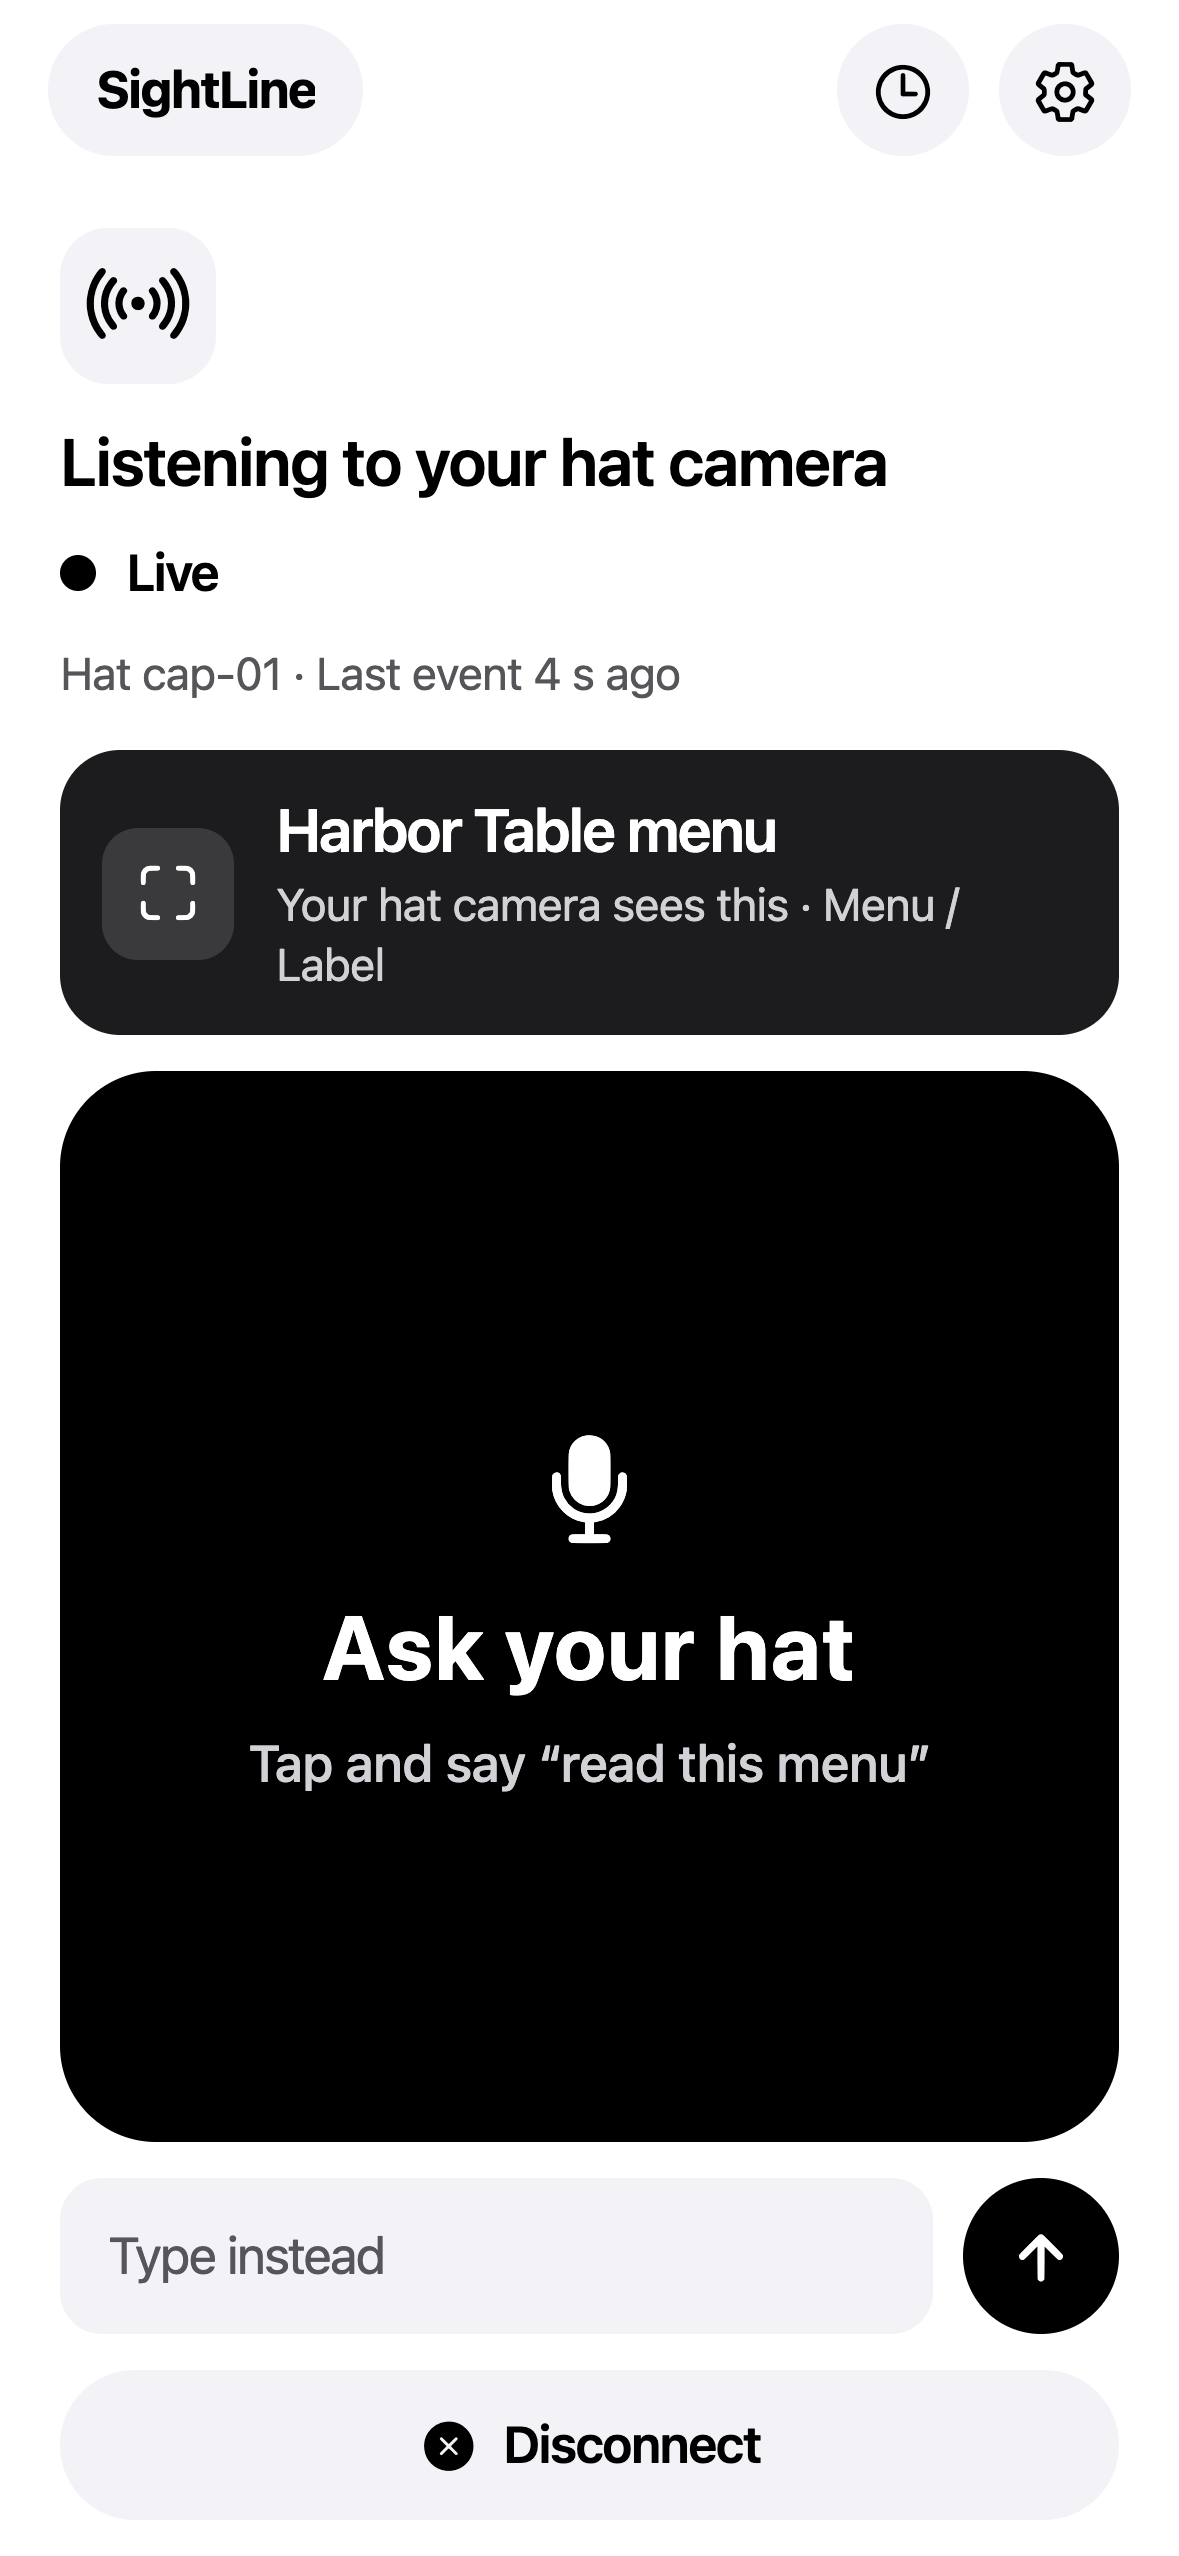 SightLine
Listening to your hat camera
Live
Hat cap-01 · Last event 4 s ago
Harbor Table menu
Your hat camera sees this · Menu /
Label
Ask your hat
Tap and say “read this menu”
Type instead
Disconnect